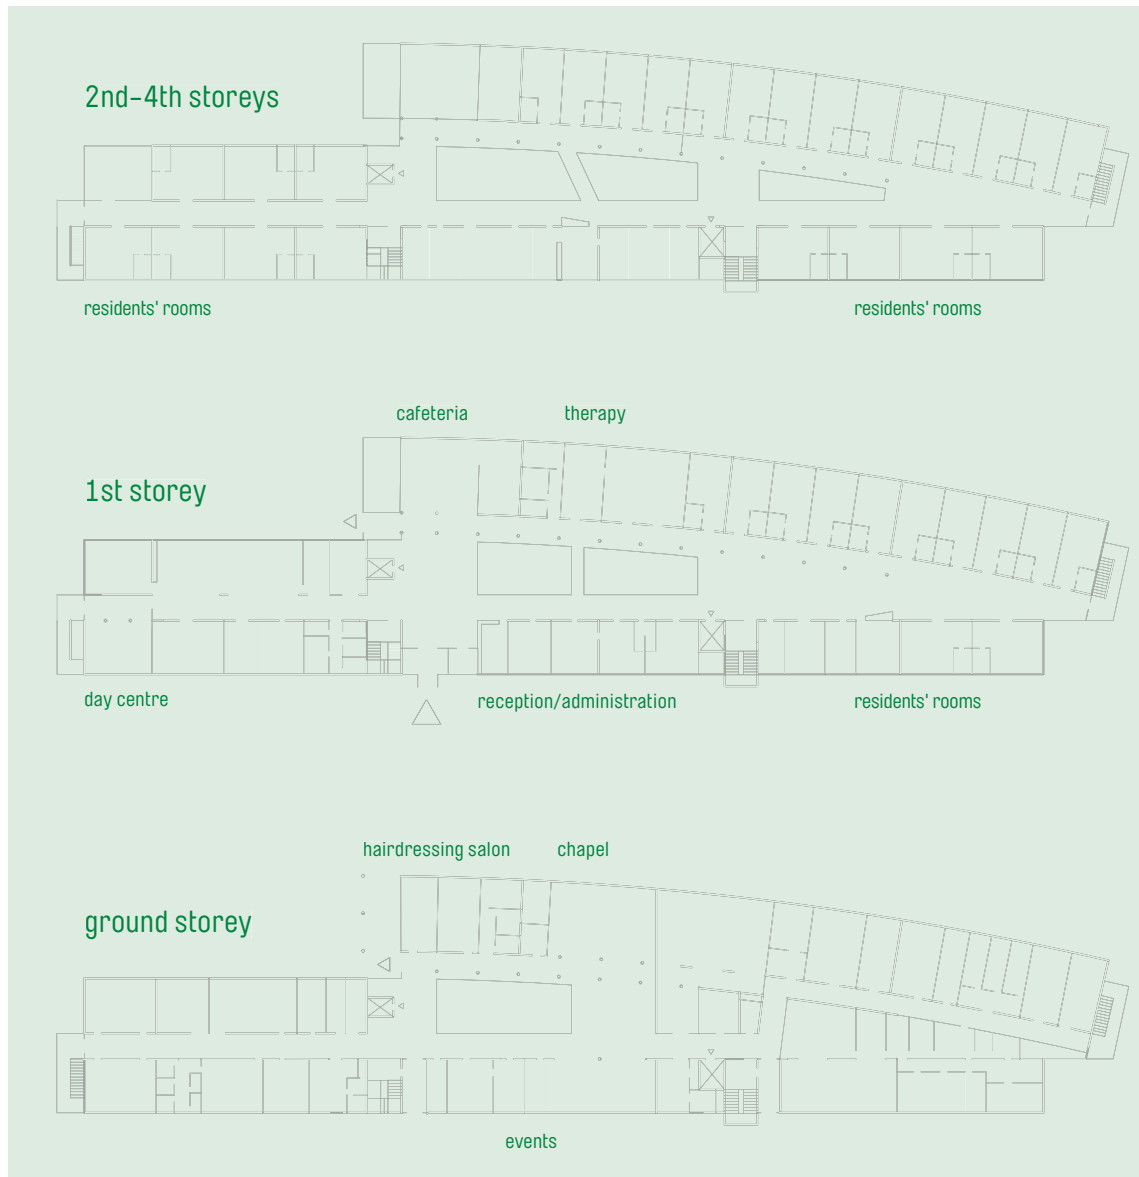 2nd–4th storeys
residents' rooms
residents' rooms
cafeteria
therapy
1st storey
day centre
reception/administration
residents' rooms
hairdressing salon
chapel
ground storey
events